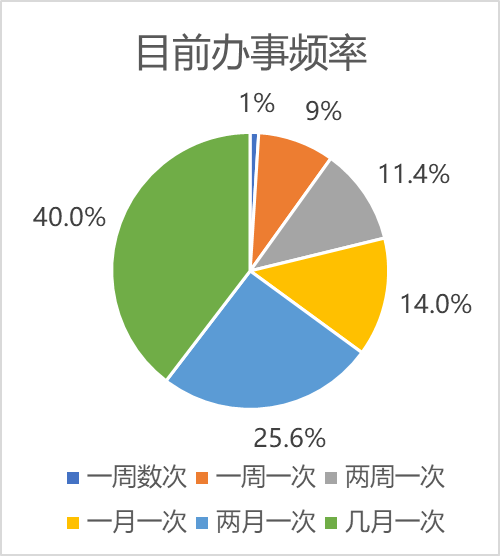 目前办事频率
1%
9%
11.4%
40.0%
14.0%
25.6%
一周数次 一周一次 两周一次
一月一次 两月一次 几月一次